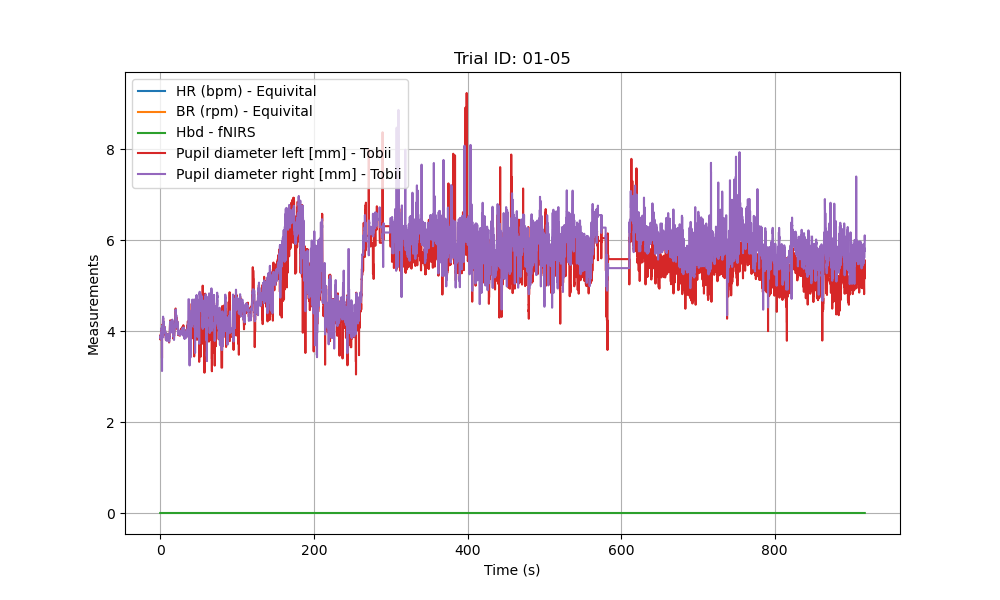 Trial ID: 01-05
HR (bpm) - Equivital
BR (rpm) - Equivital
Hbd - fNIRS
Pupil diameter left [mm] - Tobii
Pupil diameter right [mm] - Tobii
8
6
4
2
0
Measurements
0 200 400 600 800
Time (s)